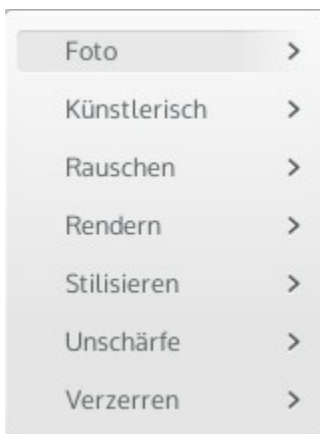 Foto
Künstlerisch
Rauschen
Rendern
Stilisieren
Unschärfe
Verzerren